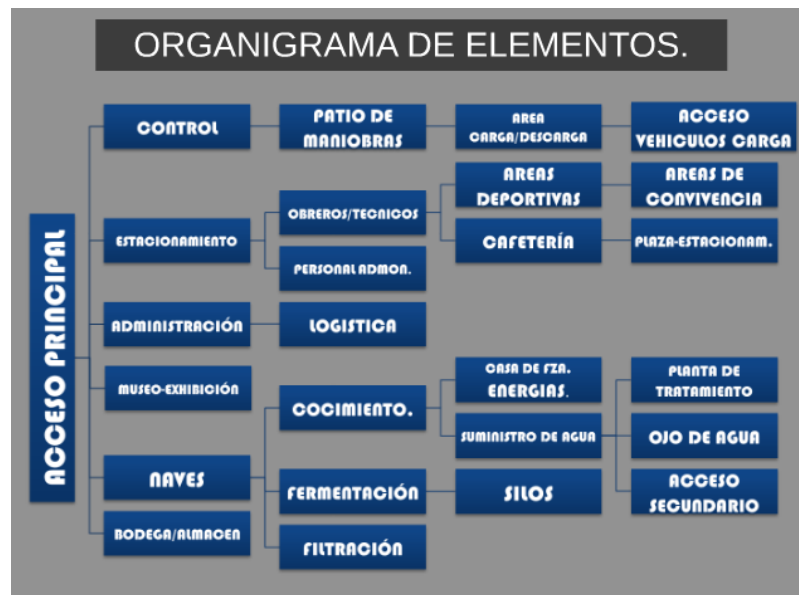 ORGANIGRAMA DE ELEMENTOS.
ACCESO PRINCIPAL
CONTROL
PATIO DE
MANIOBRAS
AREA
CARGA/DESCARGA
ACCESO
VEHICULOS CARGA
ESTACIONAMIENTO
OBREROS/TECNICOS
AREAS
DEPORTIVAS
AREAS DE
CONVIVENCIA
CAFETERÍA
PLAZA-ESTACIONAM.
PERSONAL ADMON.
ADMINISTRACIÓN
LOGISTICA
MUSEO-EXHIBICIÓN
NAVES
COCIMIENTO.
CASA DE FZA.
ENERGIAS.
SUMINISTRO DE AGUA
PLANTA DE
TRATAMIENTO
OJO DE AGUA
ACCESO
SECUNDARIO
FERMENTACIÓN
SILOS
FILTRACIÓN
BODEGA/ALMACEN